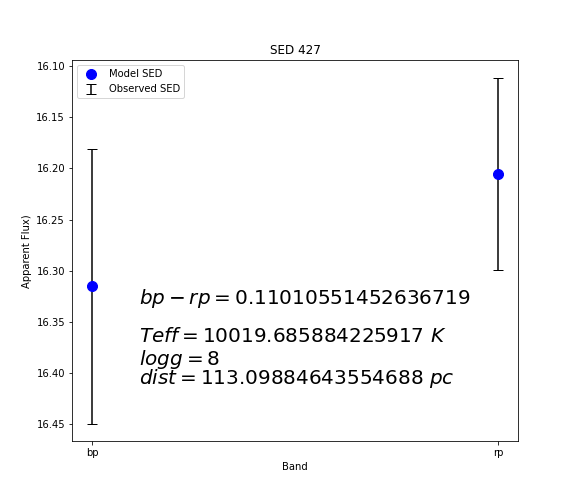 SED 427
Model SED
Observed SED
16.10
16.15
16.20
16.25
16.30
16.35
16.40
16.45
Apparent Flux)
bp − rp = 0.11010551452636719
Teff = 10019.685884225917 K
logg = 8
dist = 113.09884643554688 pc
bp
rp
Band